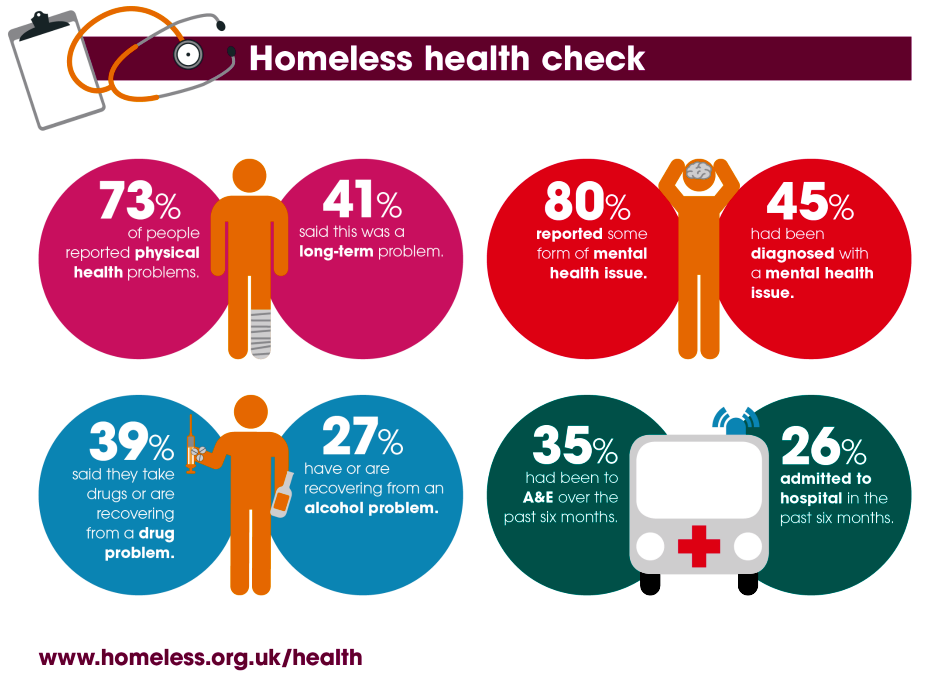 Homeless health check
73%
of people
reported physical
health problems.
41%
said this was a
long-term problem.
80%
reported some
form of mental
health issue.
45%
had been
diagnosed with
a mental health
issue.
39%
said they take
drugs or are
recovering
from a drug
problem.
27%
have or are
recovering from an
alcohol problem.
35%
had been to
A&E over the
past six months.
26%
admitted to
hospital in the
past six months.
www.homeless.org.uk/health